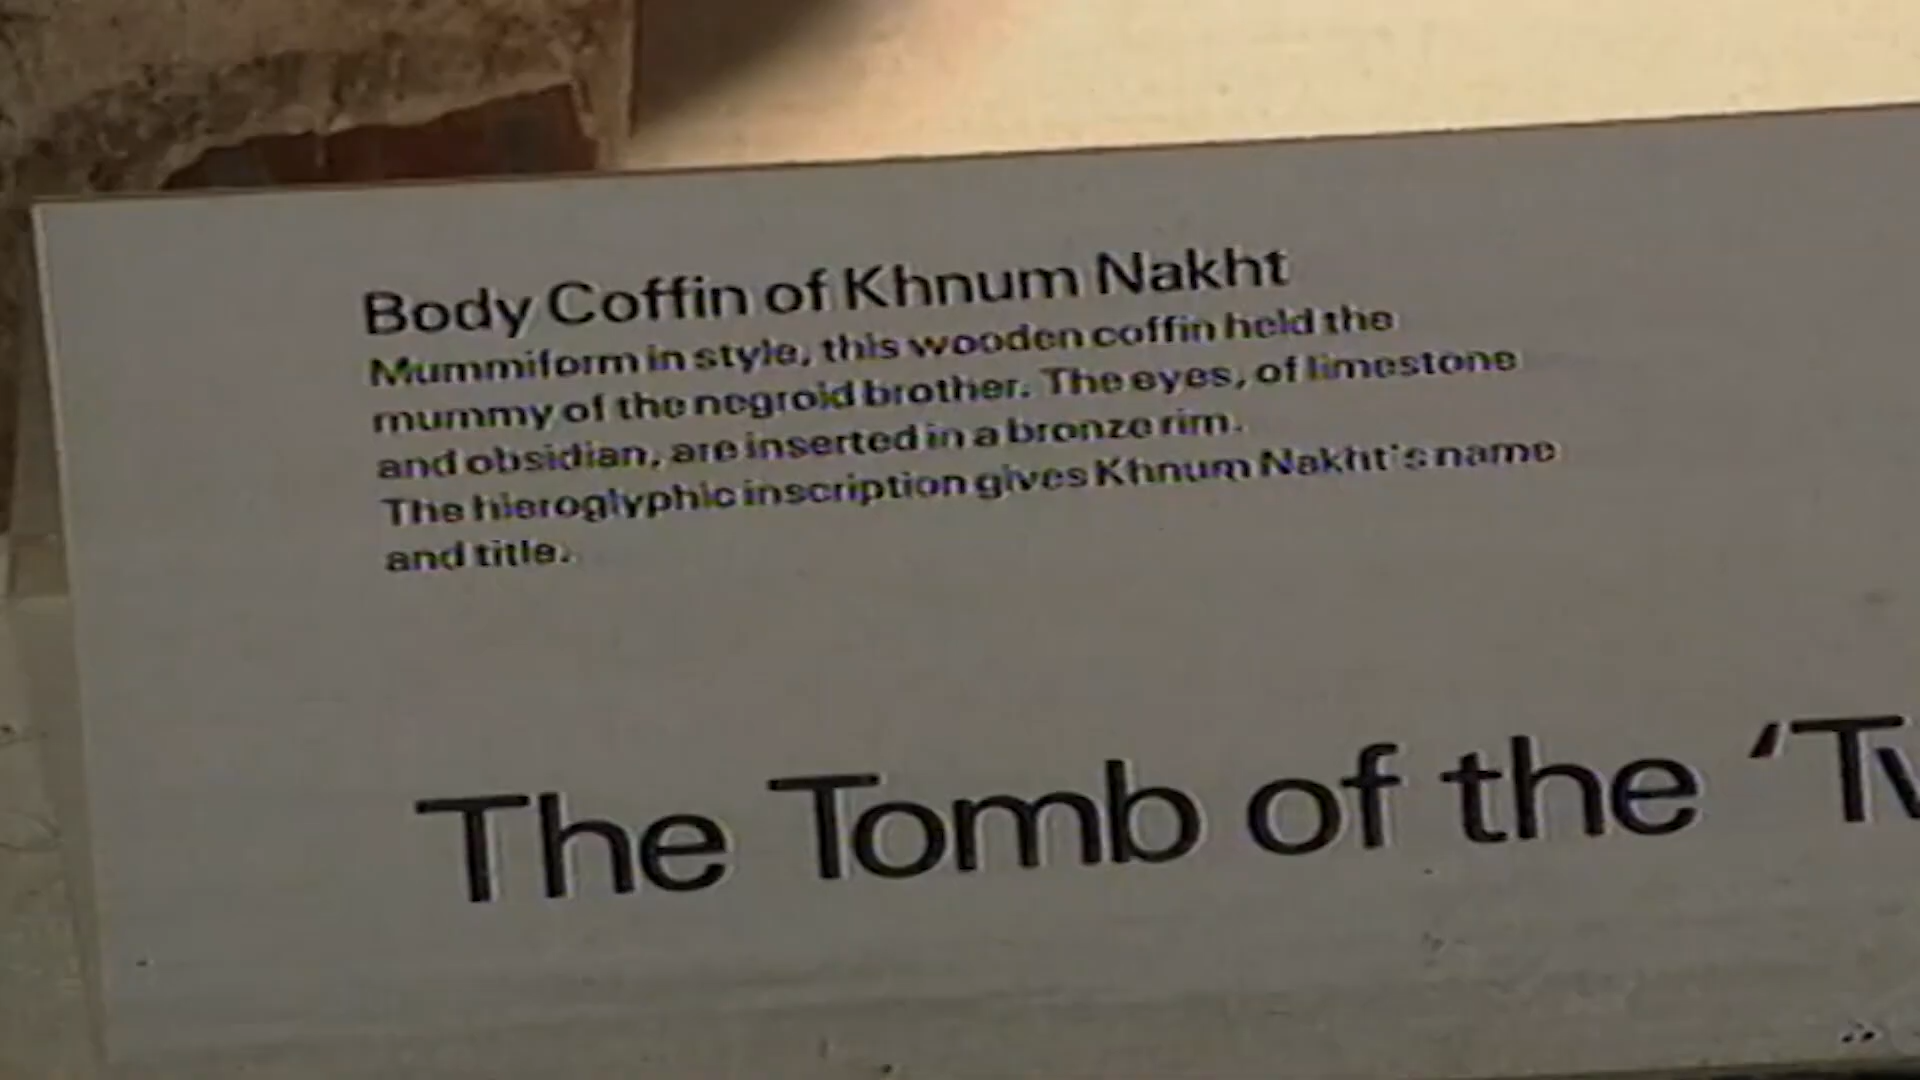 Body Coffin of Khnum Nakht
Mummiform in style, this wooden coffin held the
mummy of the negroid brother. The eyes, of limestone
and obsidian, are inserted in a bronze rim.
The hieroglyphic inscription gives Khnum Nakht's name
and title.
The Tomb of the